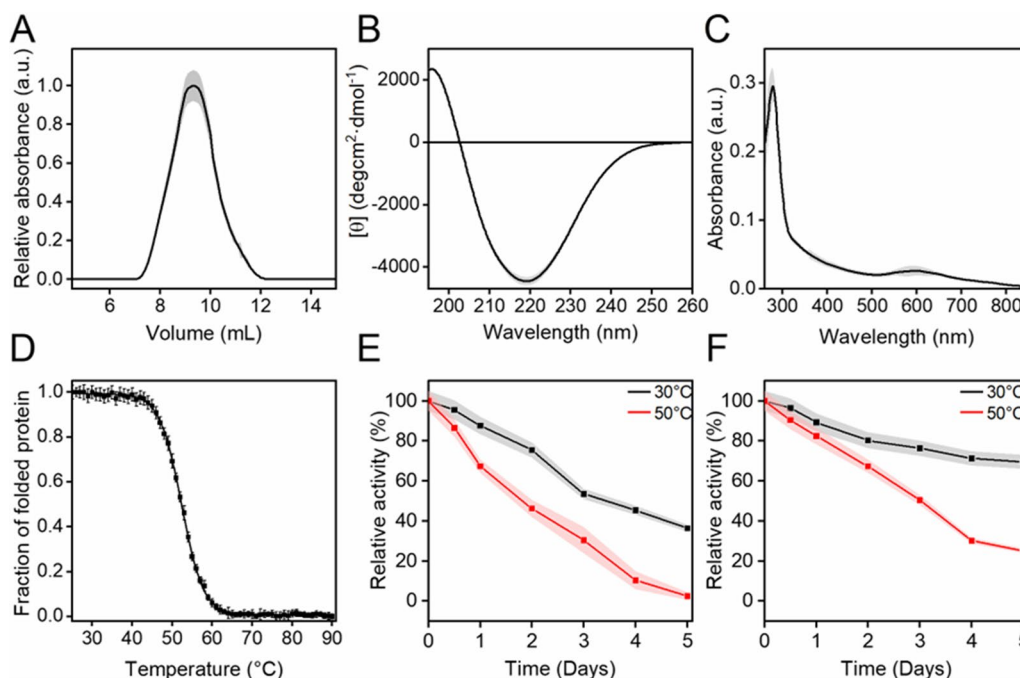 A
Relative absorbance (a.u.)
1.0
0.8
0.6
0.4
0.2
0.0
6 8 10 12 14
Volume (mL)
B
[θ] (degcm²·dmol⁻¹)
2000
0
-2000
-4000
200 210 220 230 240 250 260
Wavelength (nm)
C
Absorbance (a.u.)
0.3
0.2
0.1
0.0
300 400 500 600 700 800
Wavelength (nm)
D
Fraction of folded protein
1.0
0.8
0.6
0.4
0.2
0.0
30 40 50 60 70 80 90
Temperature (°C)
E
Relative activity (%)
100
80
60
40
20
0
30°C
50°C
0 1 2 3 4 5
Time (Days)
F
Relative activity (%)
100
80
60
40
20
0
30°C
50°C
0 1 2 3 4 5
Time (Days)